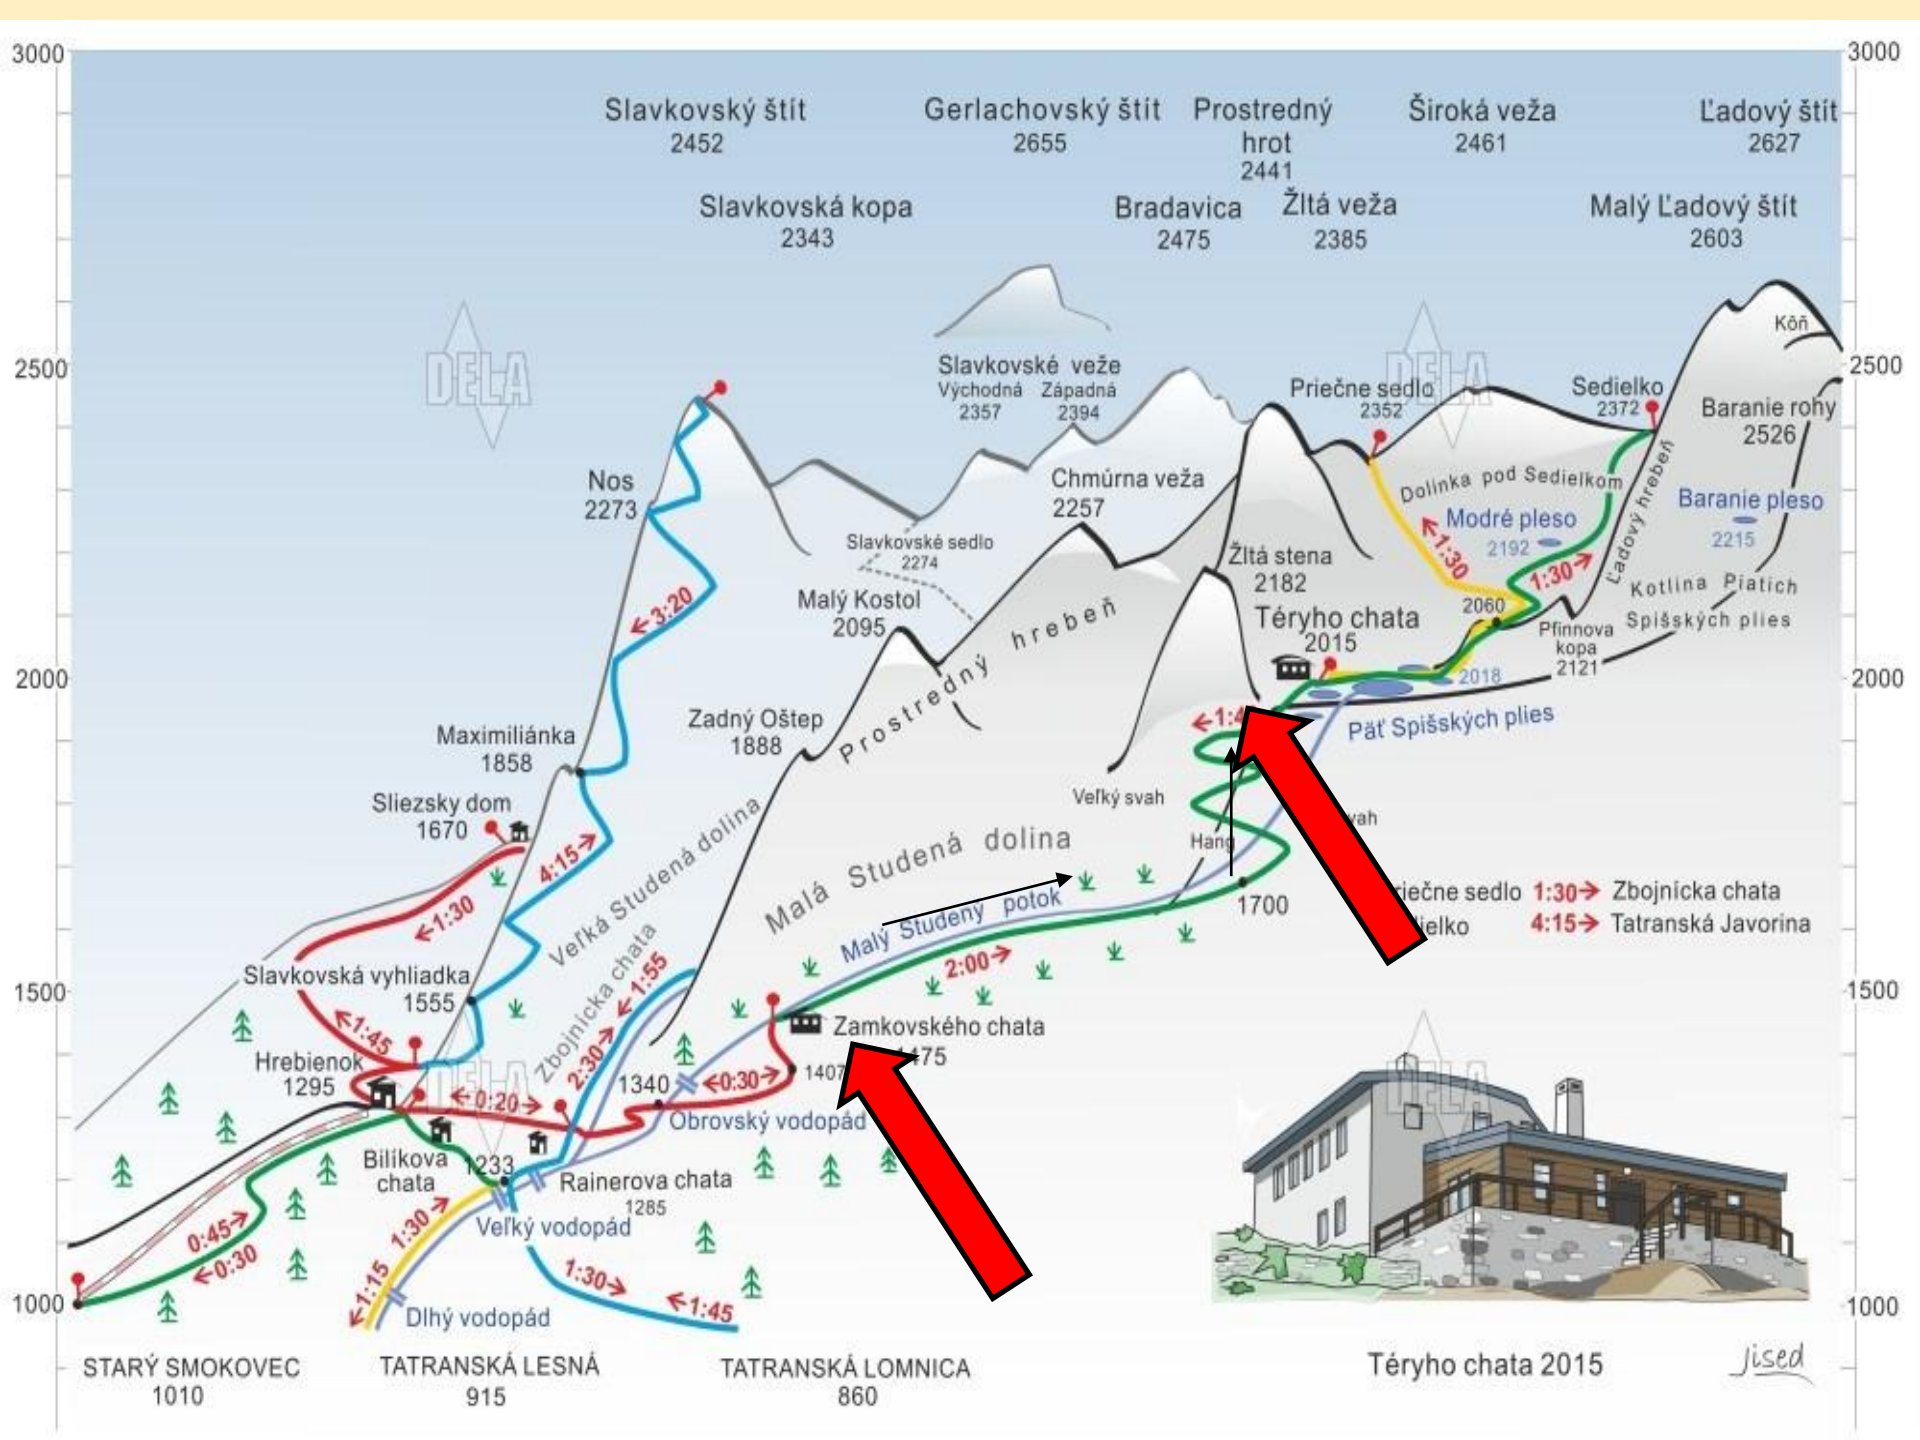 3000
3000
Slavkovský štít
2452
Gerlachovský štít
2655
Prostredný
hrot
2441
Široká veža
2461
Ľadový štít
2627
Slavkovská kopa
2343
Bradavica
2475
Žltá veža
2385
Malý Ľadový štít
2603
Kôň
DELA
DELA
2500
2500
Slavkovské veže
Východná Západná
2357 2394
Priečne sedlo
2352
Sedielko
2372
Baranie rohy
2526
Nos
2273
Chmúrna veža
2257
Dolinka pod Sedielkom
Ľadový hrebeň
Baranie pleso
2215
Modré pleso
2192
Slavkovské sedlo
2274
Žltá stena
2182
1:30
1:30
Kotlina Piatich
Spišských plies
3:20
Malý Kostol
2095
Prostredný hrebeň
2060
Téryho chata
2015
Pfinnova
kopa
2121
2000
2000
2018
Zadný Oštep
1888
Päť Spišských plies
Maximiliánka
1858
Veľký svah
Sliezsky dom
1670
4:15
Veľká Studená dolina
Malá Studená dolina
Hang
vah
1:30
Malý Studený potok
1700
Priečne sedlo 1:30 Zbojnícka chata
4:15 Tatranská Javorina
2:00
Slavkovská vyhliadka
1555
Zbojnícka chata
1:55
2:30
1500
1500
1:45
Zamkovského chata
Hrebienok
1295
DELA
DELA
0:20
1340
0:30
1407
Obrovský vodopád
Bilíkova
chata
1233
Rainerova chata
1285
Veľký vodopád
0:45
0:30
1:30
1:15
1:30
1:45
Dlhý vodopád
1000
1000
STARÝ SMOKOVEC
1010
TATRANSKÁ LESNÁ
915
TATRANSKÁ LOMNICA
860
Téryho chata 2015
Jised